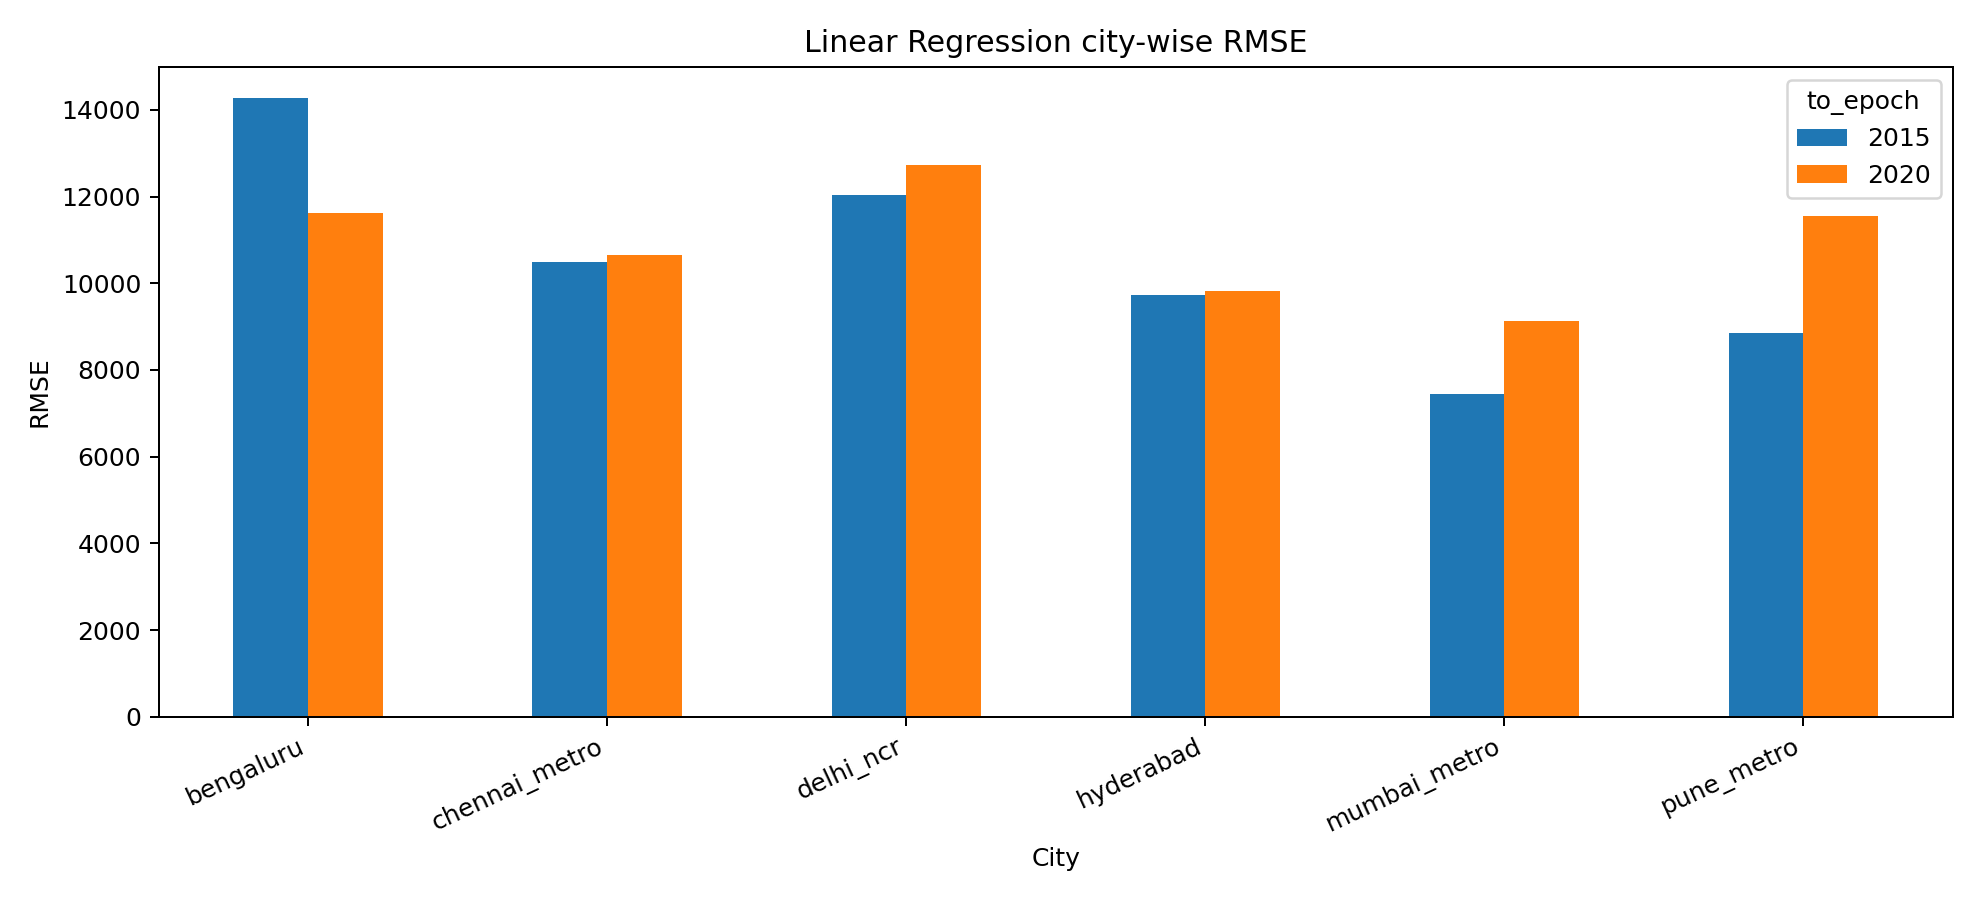 Linear Regression city-wise RMSE
to_epoch
2015
2020
14000
12000
10000
8000
6000
4000
2000
0
RMSE
bengaluru
chennai_metro
delhi_ncr
hyderabad
mumbai_metro
pune_metro
City